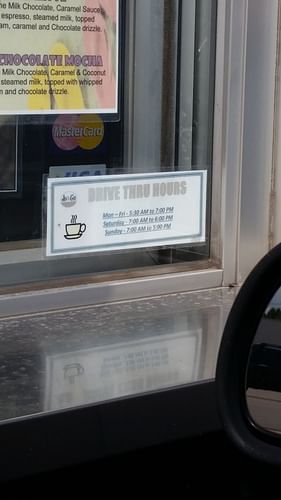 he Milk Chocolate, Caramel Sauce,
espresso, steamed milk, topped
am, caramel and Chocolate drizzle.
CHOCOLATE MOCHA
e Milk Chocolate, Caramel & Coconut
steamed milk, topped with whipped
m and chocolate drizzle.
MasterCard
VISA
DRIVE THRU HOURS
Mon – Fri - 5:30 AM to 7:00 PM
Saturday - 7:00 AM to 6:00 PM
Sunday - 7:00 AM to 5:00 PM